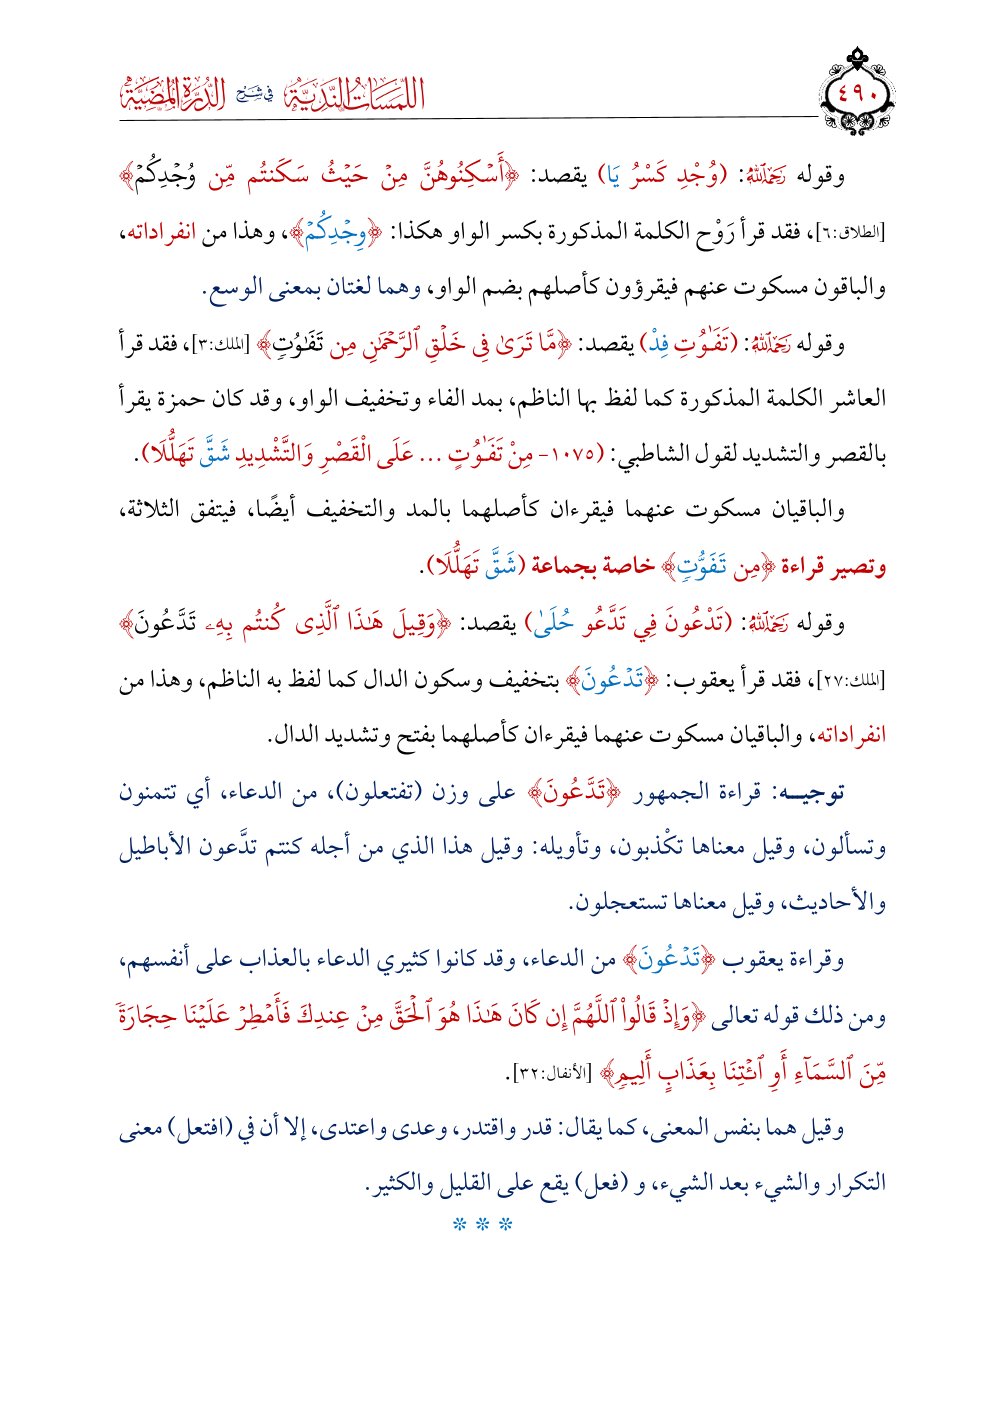 ٤٩٠
اللمسات الندية في شرح الدرة المضية
وقوله رَحِمَهُ اللَّهُ: (وُجْدِ كَسْرُ يَا) يقصد: ﴿أَسْكِنُوهُنَّ مِنْ حَيْثُ سَكَنتُم مِّن وُجْدِكُمْ﴾
[الطلاق:٦]، فقد قرأ رَوْح الكلمة المذكورة بكسر الواو هكذا: ﴿وِجْدِكُمْ﴾، وهذا من انفراداته،
والباقون مسكوت عنهم فيقرؤون كأصلهم بضم الواو، وهما لغتان بمعنى الوسع.
وقوله رَحِمَهُ اللَّهُ: (تَفَٰوُتِ فِدْ) يقصد: ﴿مَّا تَرَىٰ فِى خَلْقِ ٱلرَّحْمَٰنِ مِن تَفَٰوُتٍ﴾ [الملك:٣]، فقد قرأ
العاشر الكلمة المذكورة كما لفظ بها الناظم، بمد الفاء وتخفيف الواو، وقد كان حمزة يقرأ
بالقصر والتشديد لقول الشاطبي: (١٠٧٥- مِنْ تَفَٰوُتٍ ... عَلَى الْقَصْرِ وَالتَّشْدِيدِ شَقَّ تَهَلُّلَا).
والباقيان مسكوت عنهما فيقرءان كأصلهما بالمد والتخفيف أيضًا، فيتفق الثلاثة،
وتصير قراءة ﴿مِن تَفَوُّتٍ﴾ خاصة بجماعة (شَقَّ تَهَلُّلَا).
وقوله رَحِمَهُ اللَّهُ: (تَدْعُونَ فِي تَدَّعُو حُلَىٰ) يقصد: ﴿وَقِيلَ هَٰذَا ٱلَّذِى كُنتُم بِهِۦ تَدَّعُونَ﴾
[الملك:٢٧]، فقد قرأ يعقوب: ﴿تَدْعُونَ﴾ بتخفيف وسكون الدال كما لفظ به الناظم، وهذا من
انفراداته، والباقيان مسكوت عنهما فيقرءان كأصلهما بفتح وتشديد الدال.
توجيـــه: قراءة الجمهور ﴿تَدَّعُونَ﴾ على وزن (تفتعلون)، من الدعاء، أي تتمنون
وتسألون، وقيل معناها تكْذبون، وتأويله: وقيل هذا الذي من أجله كنتم تدَّعون الأباطيل
والأحاديث، وقيل معناها تستعجلون.
وقراءة يعقوب ﴿تَدْعُونَ﴾ من الدعاء، وقد كانوا كثيري الدعاء بالعذاب على أنفسهم،
ومن ذلك قوله تعالى ﴿وَإِذْ قَالُوا۟ ٱللَّهُمَّ إِن كَانَ هَٰذَا هُوَ ٱلْحَقَّ مِنْ عِندِكَ فَأَمْطِرْ عَلَيْنَا حِجَارَةً
مِّنَ ٱلسَّمَآءِ أَوِ ٱئْتِنَا بِعَذَابٍ أَلِيمٍ﴾ [الأنفال:٣٢].
وقيل هما بنفس المعنى، كما يقال: قدر واقتدر، وعدى واعتدى، إلا أن في (افتعل) معنى
التكرار والشيء بعد الشيء، و (فعل) يقع على القليل والكثير.
* * *